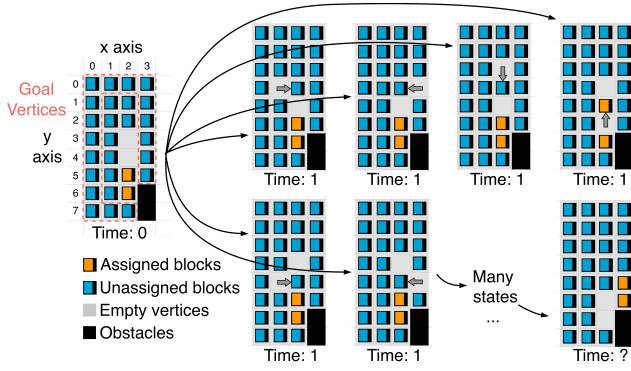 x axis
0 1 2 3
Goal
Vertices
y
axis
0
1
2
3
4
5
6
7
Time: 0
Time: 1
Time: 1
Time: 1
Time: 1
Assigned blocks
Unassigned blocks
Empty vertices
Obstacles
Time: 1
Time: 1
Many
states
...
Time: ?